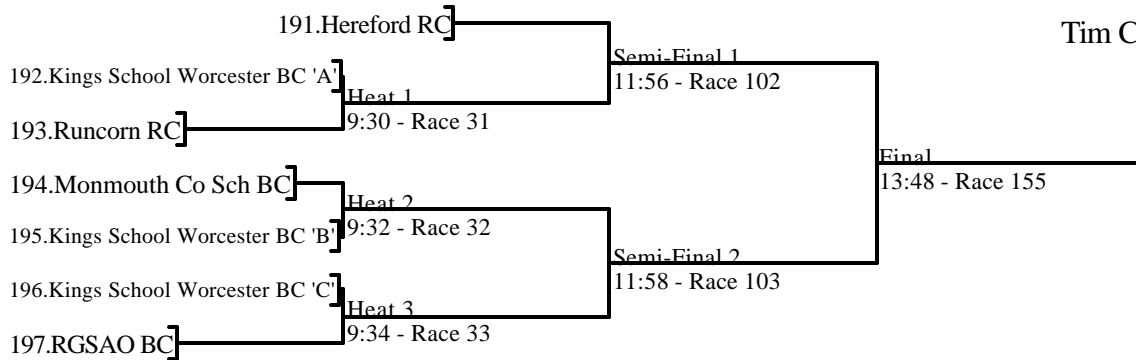 191.Hereford RC
Tim C
Semi-Final 1
11:56 - Race 102
192.Kings School Worcester BC 'A'
Heat 1
9:30 - Race 31
193.Runcorn RC
Final
13:48 - Race 155
194.Monmouth Co Sch BC
Heat 2
9:32 - Race 32
195.Kings School Worcester BC 'B'
Semi-Final 2
11:58 - Race 103
196.Kings School Worcester BC 'C'
Heat 3
9:34 - Race 33
197.RGSAO BC